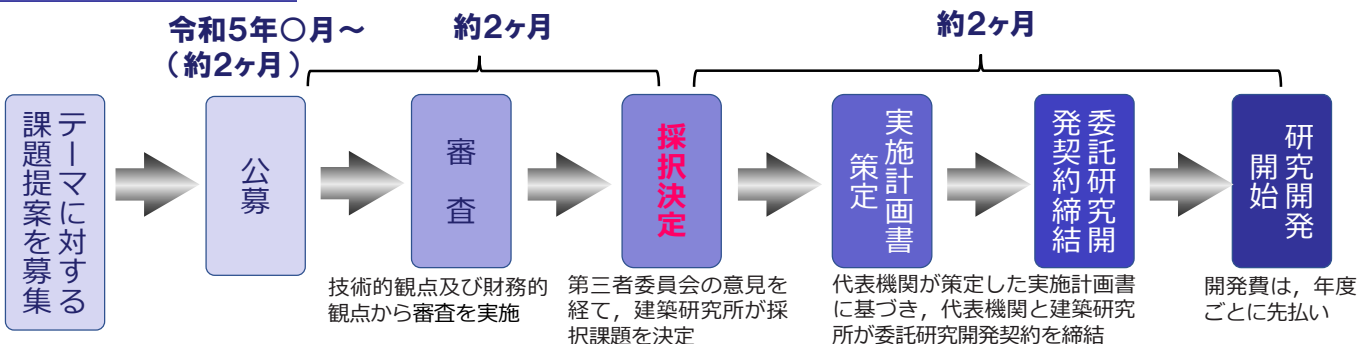 令和5年○月~
(約2ヶ月)
約2ヶ月
約2ヶ月
テーマに対する
課題提案を募集
公募
審査
採択決定
実施計画書
策定
委託研究開
発契約締結
研究開発
開始
技術的観点及び財務的
観点から審査を実施
第三者委員会の意見を
経て，建築研究所が採
択課題を決定
代表機関が策定した実施計画書
に基づき，代表機関と建築研究
所が委託研究開発契約を締結
開発費は，年度
ごとに先払い